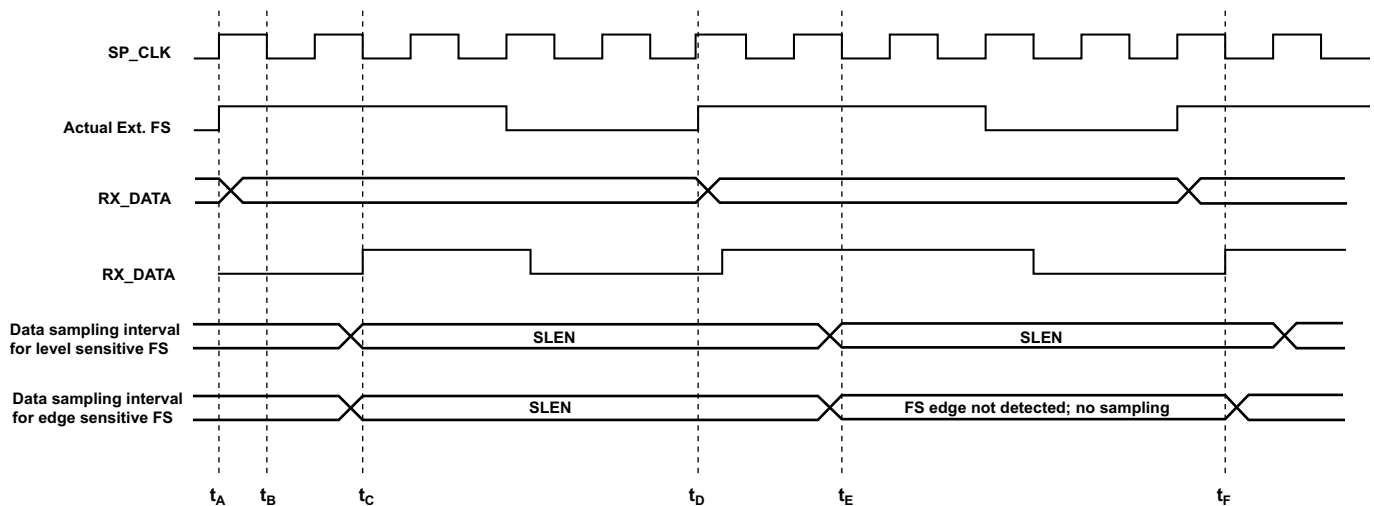 SP_CLK
Actual Ext. FS
RX_DATA
RX_DATA
Data sampling interval
for level sensitive FS
SLEN
SLEN
Data sampling interval
for edge sensitive FS
SLEN
FS edge not detected; no sampling
tA
tB
tC
tD
tE
tF